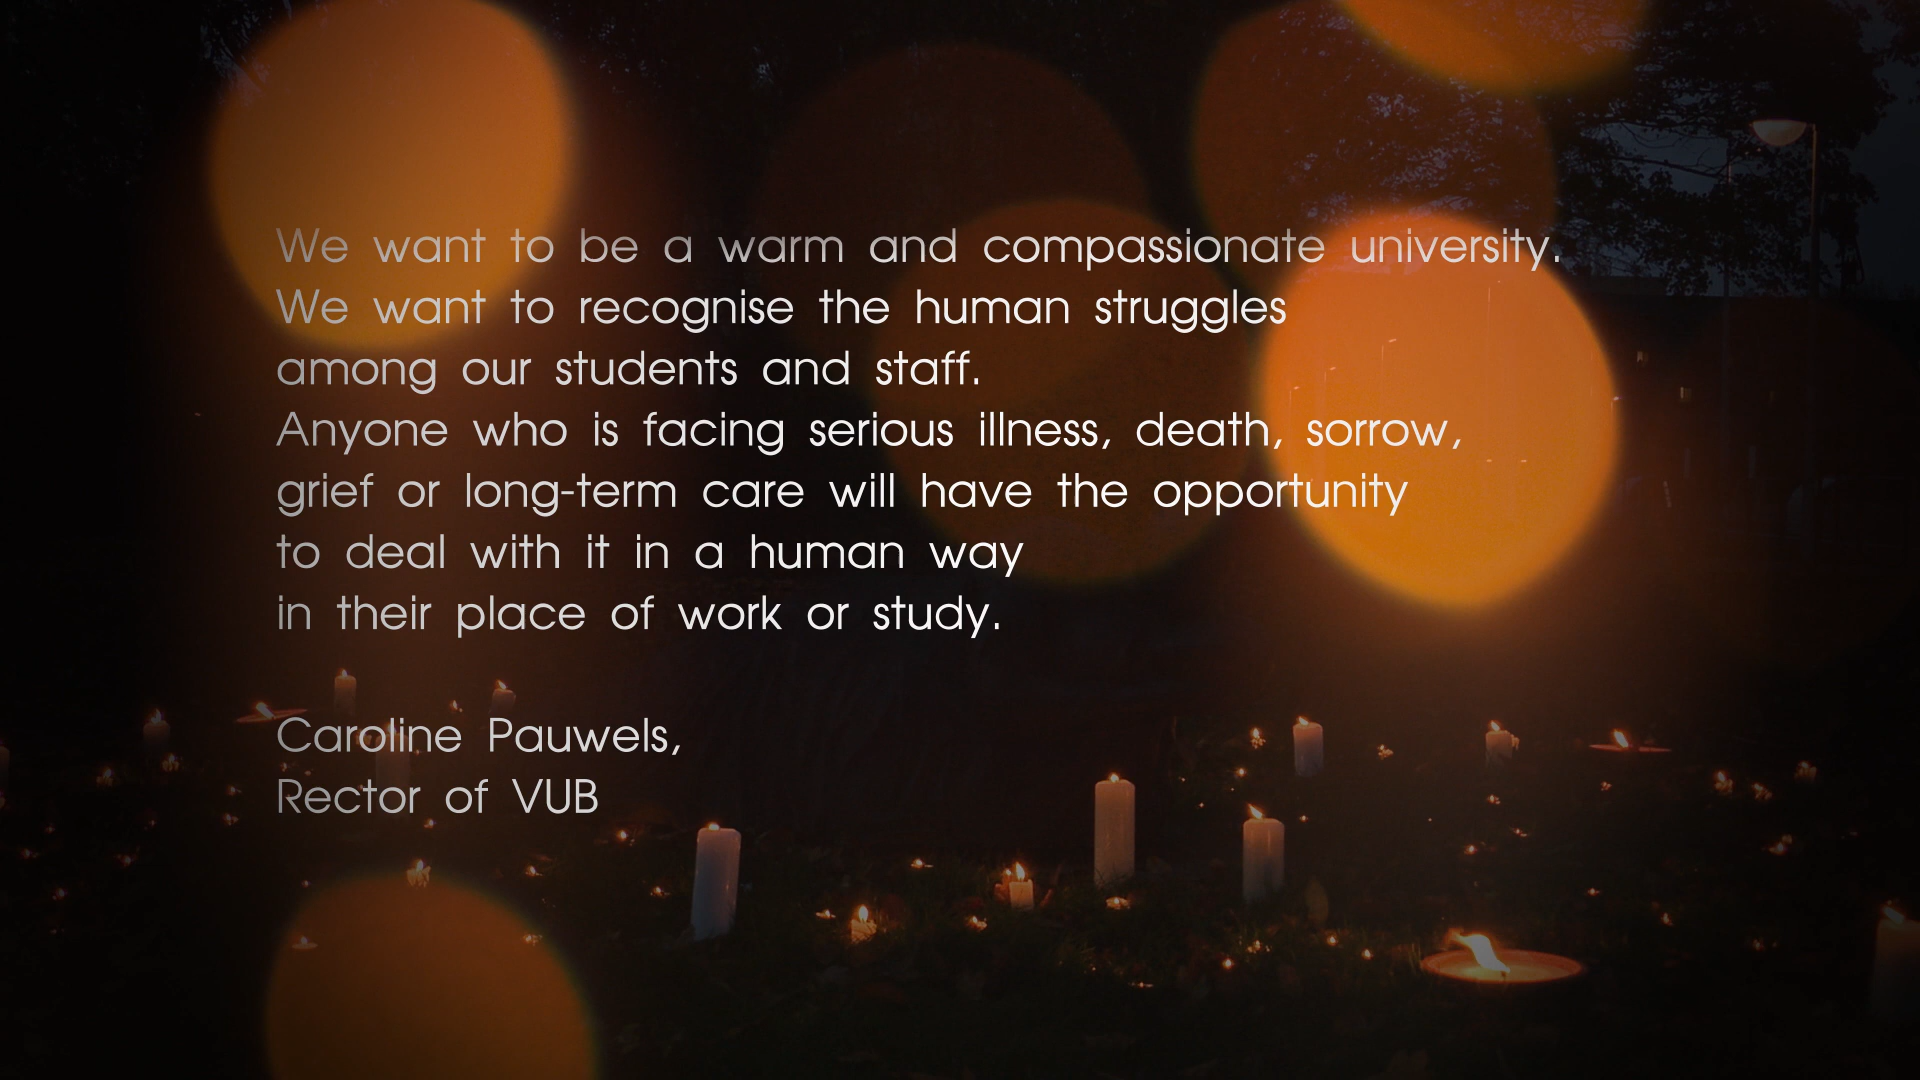 We want to be a warm and compassionate university.
We want to recognise the human struggles
among our students and staff.
Anyone who is facing serious illness, death, sorrow,
grief or long-term care will have the opportunity
to deal with it in a human way
in their place of work or study.
Caroline Pauwels,
Rector of VUB